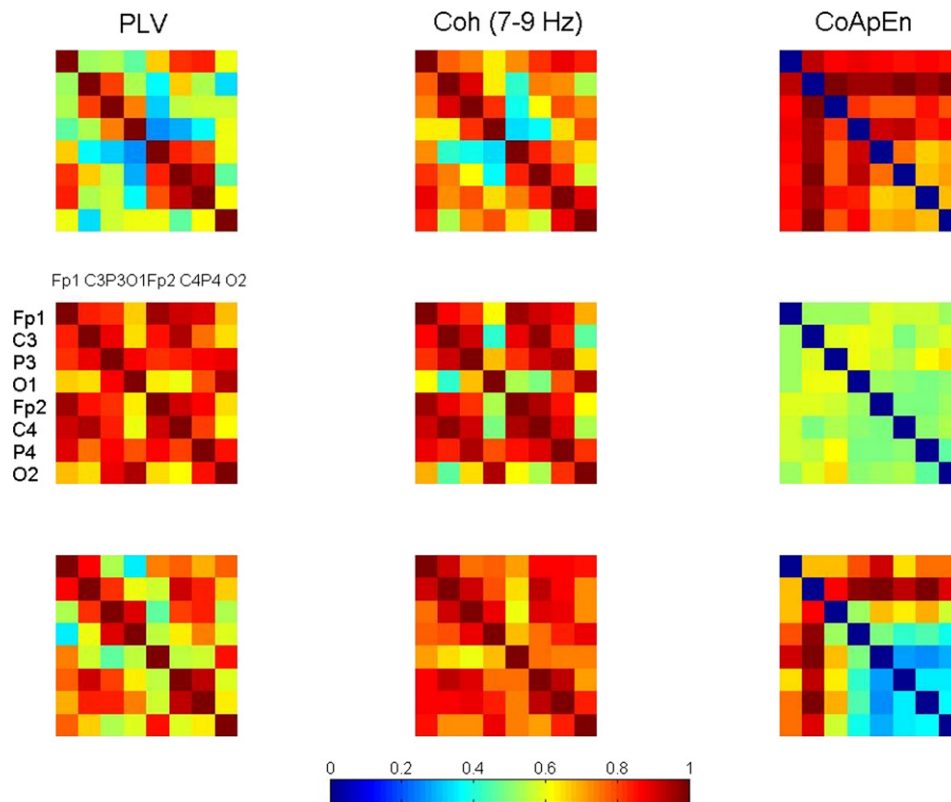 PLV Coh (7-9 Hz) CoApEn
Fp1 C3P3O1Fp2 C4P4 O2
Fp1
C3
P3
O1
Fp2
C4
P4
O2
0 0.2 0.4 0.6 0.8 1